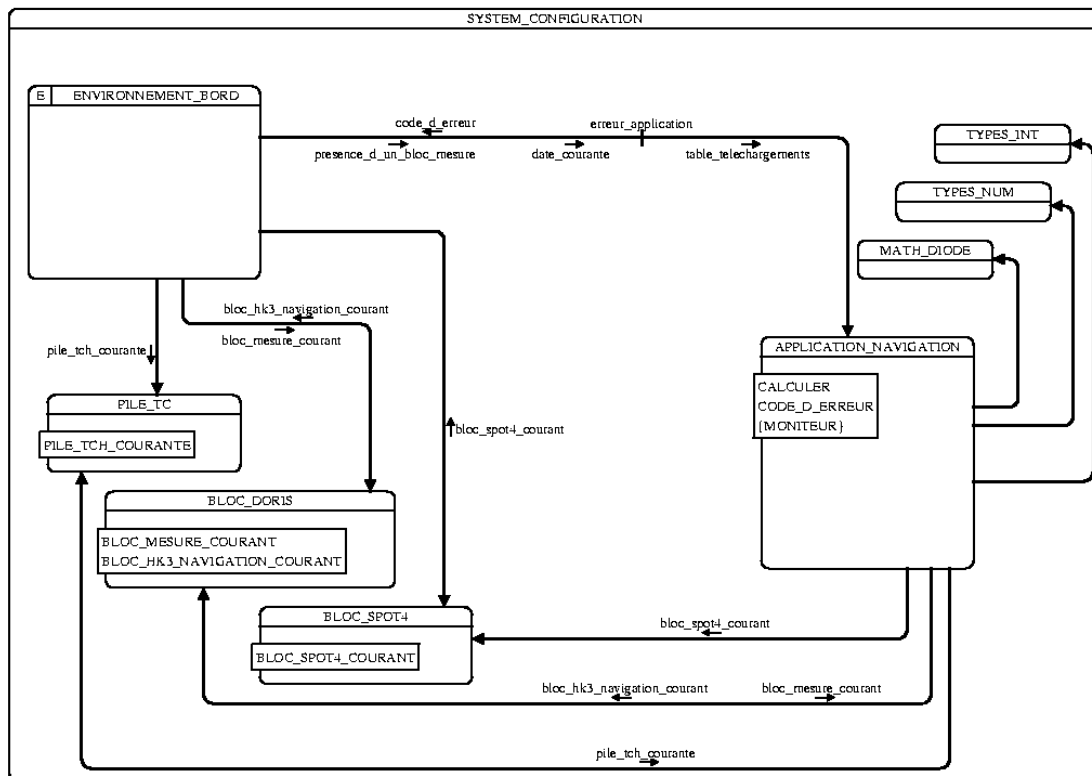 SYSTEM_CONFIGURATION
E ENVIRONNEMENT_BORD
code_d_erreur
erreur_application
presence_d_un_bloc_mesure
date_courante
table_telechargements
TYPES_INT
TYPES_NUM
MATH_DIODE
bloc_hk3_navigation_courant
bloc_mesure_courant
pile_tch_courante
APPLICATION_NAVIGATION
CALCULER
CODE_D_ERREUR
{MONITEUR}
PILE_TC
PILE_TCH_COURANTE
bloc_spot4_courant
BLOC_DORIS
BLOC_MESURE_COURANT
BLOC_HK3_NAVIGATION_COURANT
BLOC_SPOT4
BLOC_SPOT4_COURANT
bloc_spot4_courant
bloc_hk3_navigation_courant
bloc_mesure_courant
pile_tch_courante